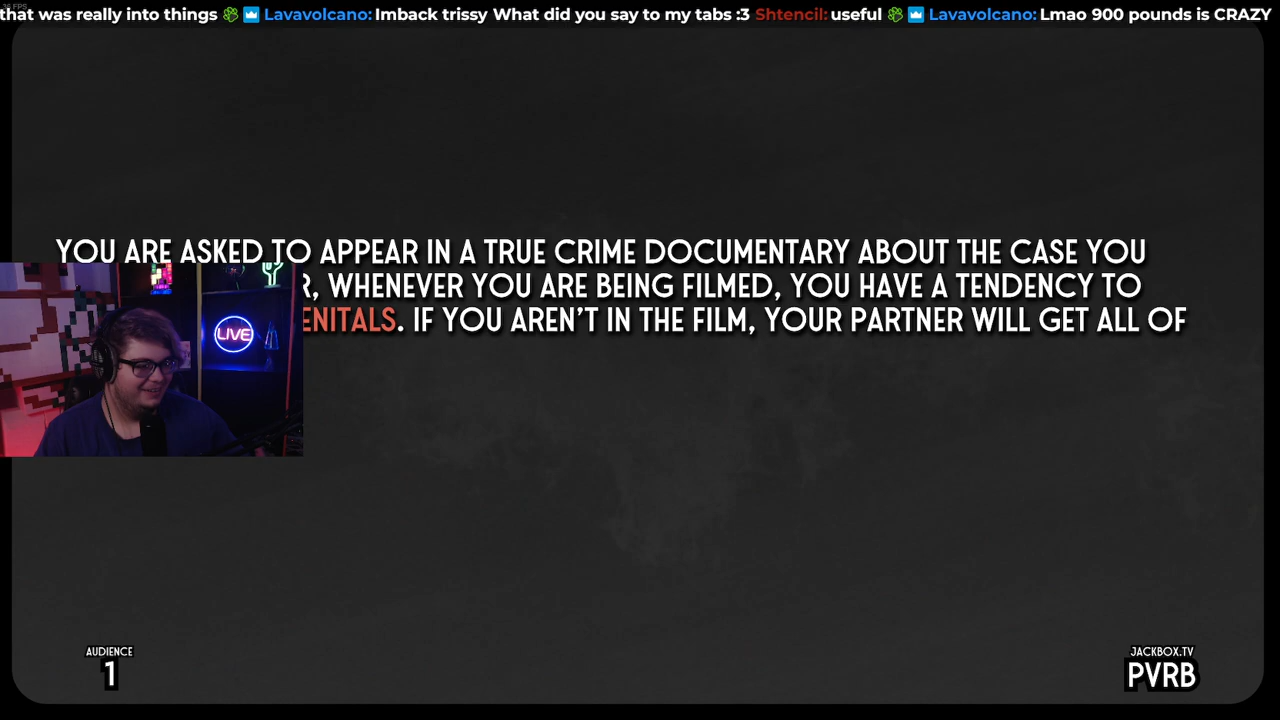 36 FPS
that was really into things Lavavolcano: Imback trissy What did you say to my tabs :3 Shtencil: useful Lavavolcano: Lmao 900 pounds is CRAZY
YOU ARE ASKED TO APPEAR IN A TRUE CRIME DOCUMENTARY ABOUT THE CASE YOU
R, WHENEVER YOU ARE BEING FILMED, YOU HAVE A TENDENCY TO
ENITALS. IF YOU AREN'T IN THE FILM, YOUR PARTNER WILL GET ALL OF
LIVE
AUDIENCE
1
JACKBOX.TV
PVRB